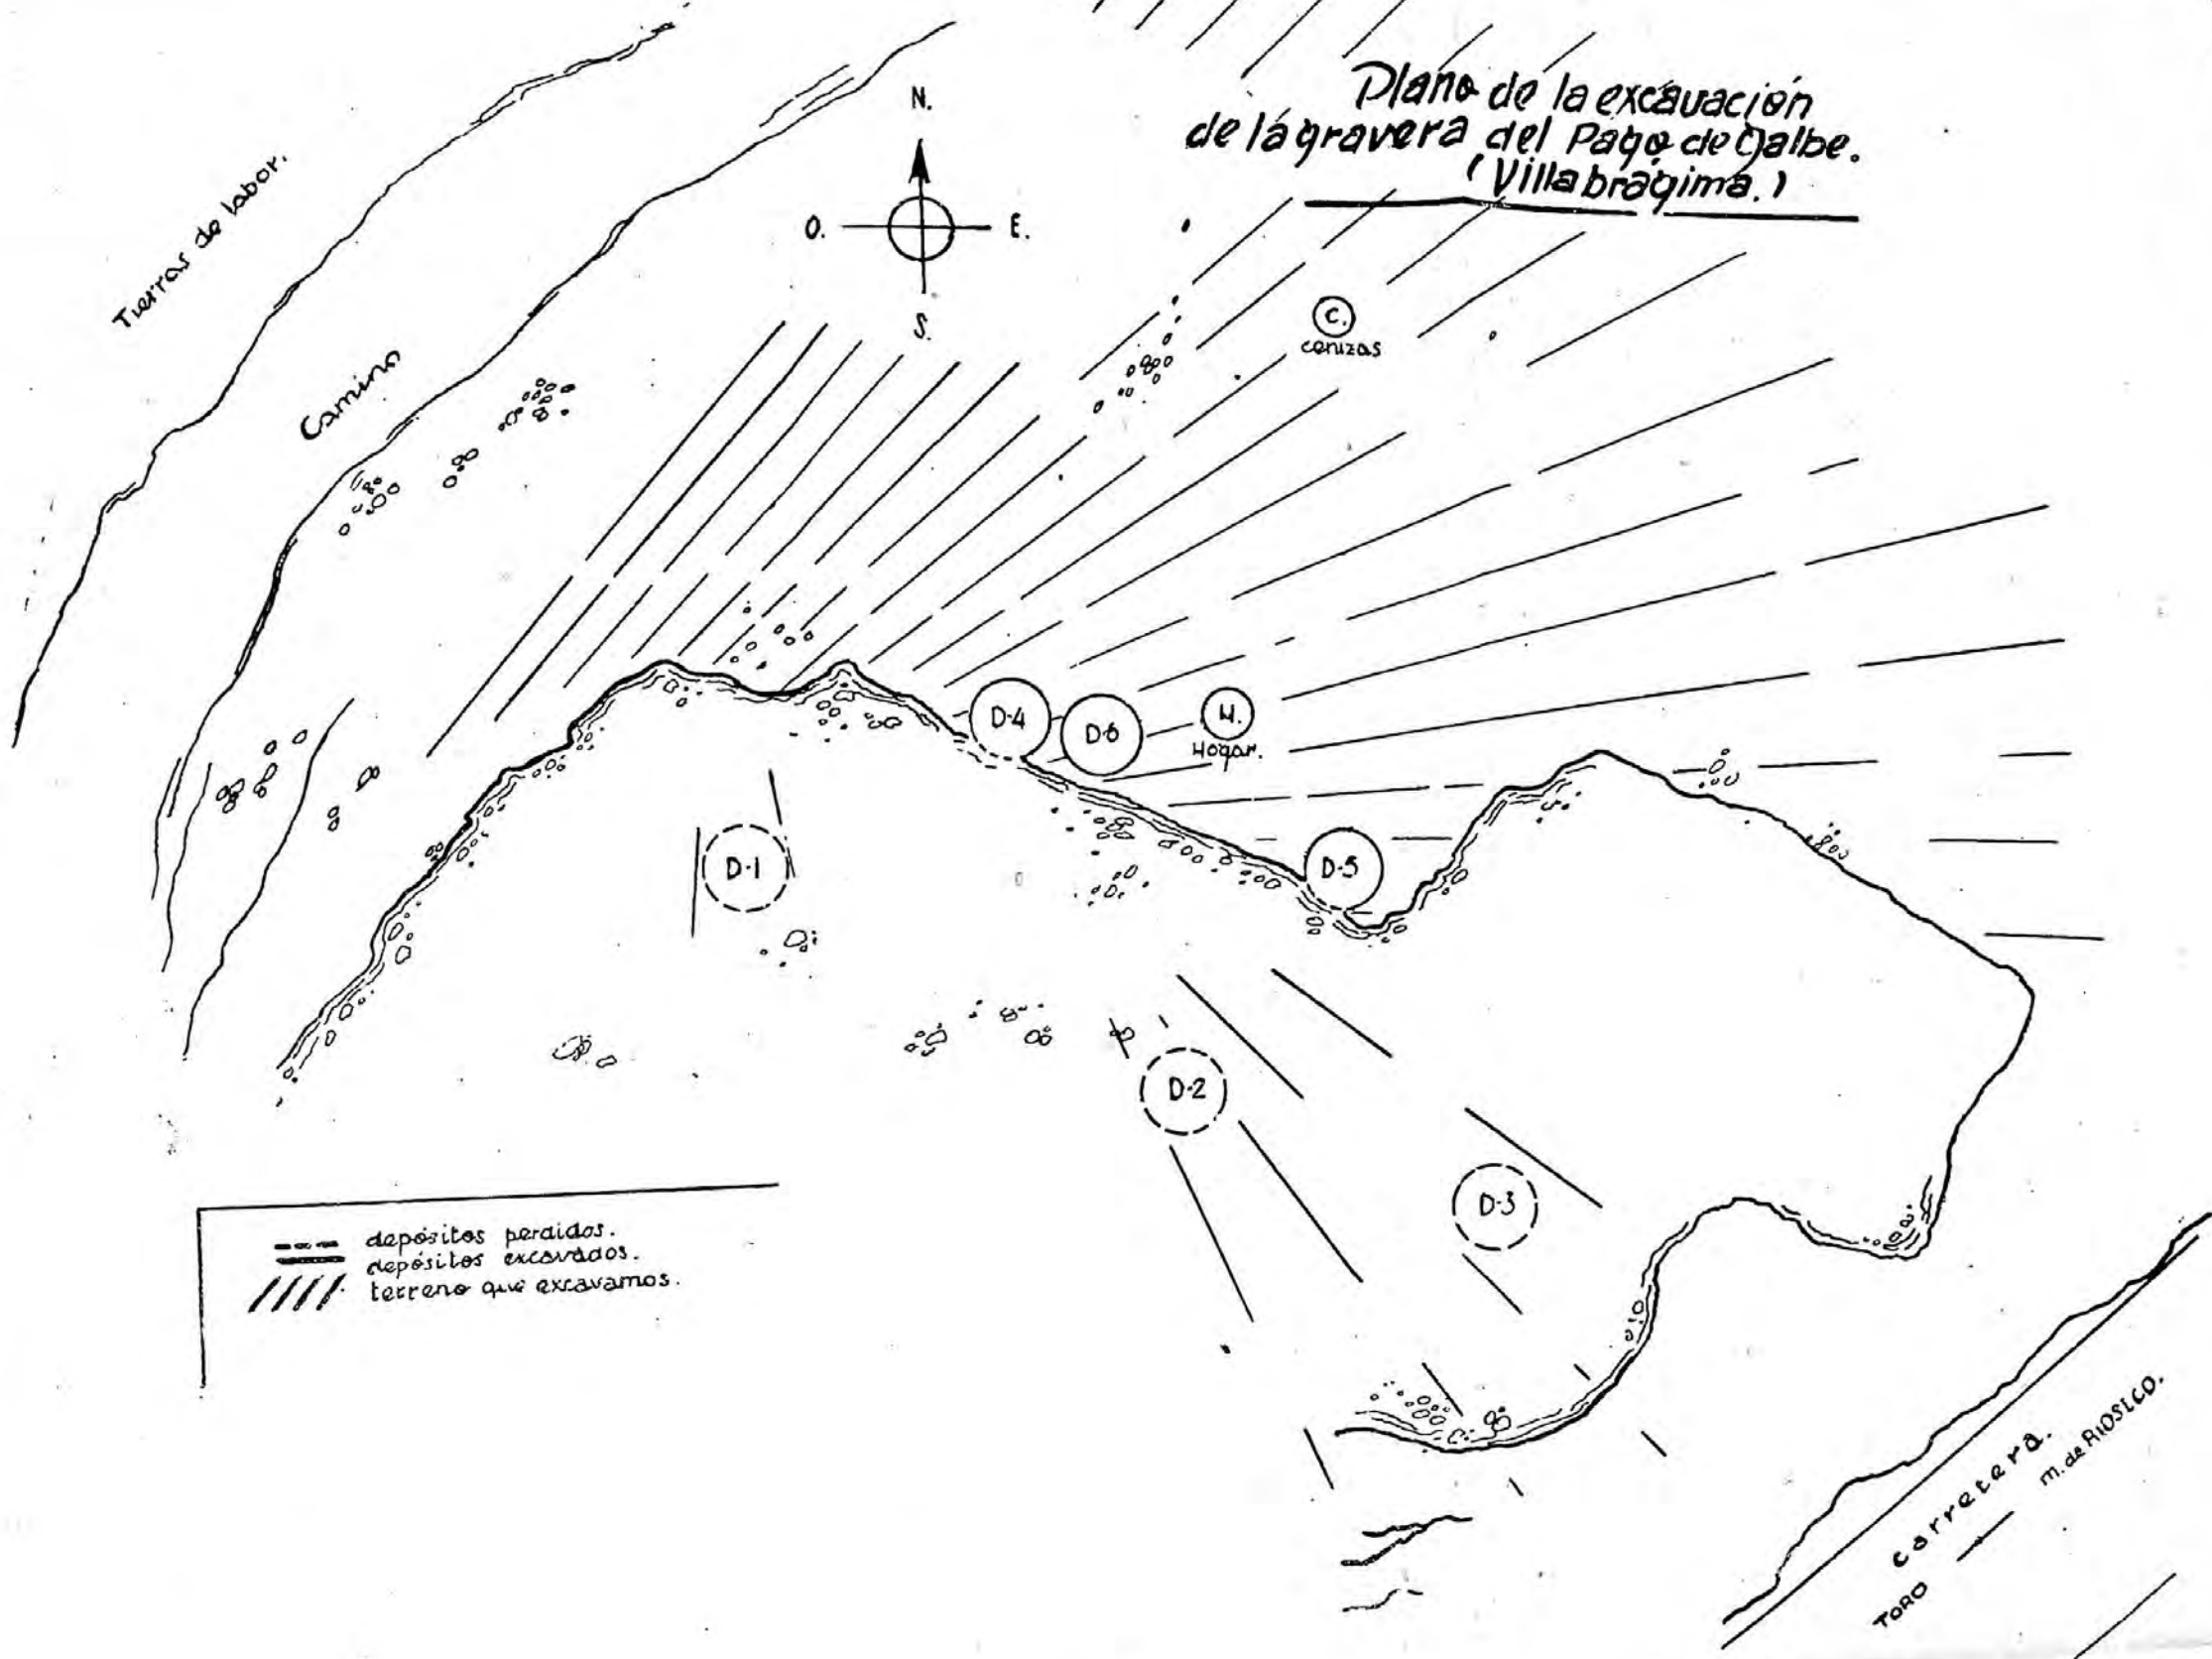 Plano de la excavación
de la gravera del Pago de Galbe.
(Villabrágima.)
N.
O.
E.
S.
Tierras de labor.
Camino
C.
cenizas
D-4
D-6
H.
Hogar.
D-1
D-5
D-2
D-3
depósitos perdidos.
depósitos excavados.
terreno que excavamos.
Carretera.
TORO
m. de RIOSECO.